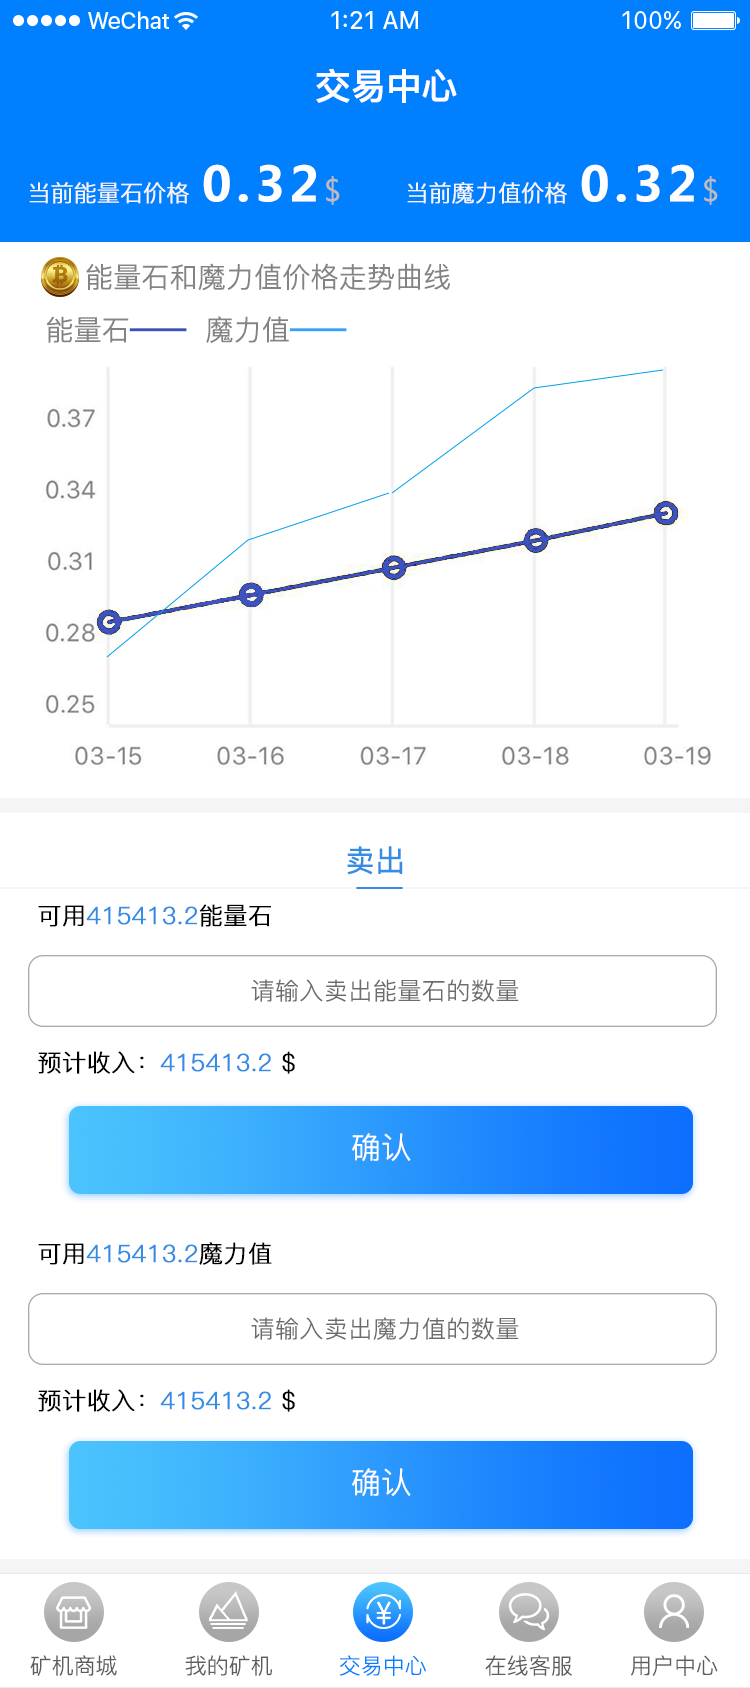 WeChat 1:21 AM 100%
交易中心
当前能量石价格 0.32$ 当前魔力值价格 0.32$
能量石和魔力值价格走势曲线
能量石 魔力值
0.37
0.34
0.31
0.28
0.25
03-15 03-16 03-17 03-18 03-19
卖出
可用415413.2能量石
请输入卖出能量石的数量
预计收入：415413.2 $
确认
可用415413.2魔力值
请输入卖出魔力值的数量
预计收入：415413.2 $
确认
矿机商城 我的矿机 交易中心 在线客服 用户中心